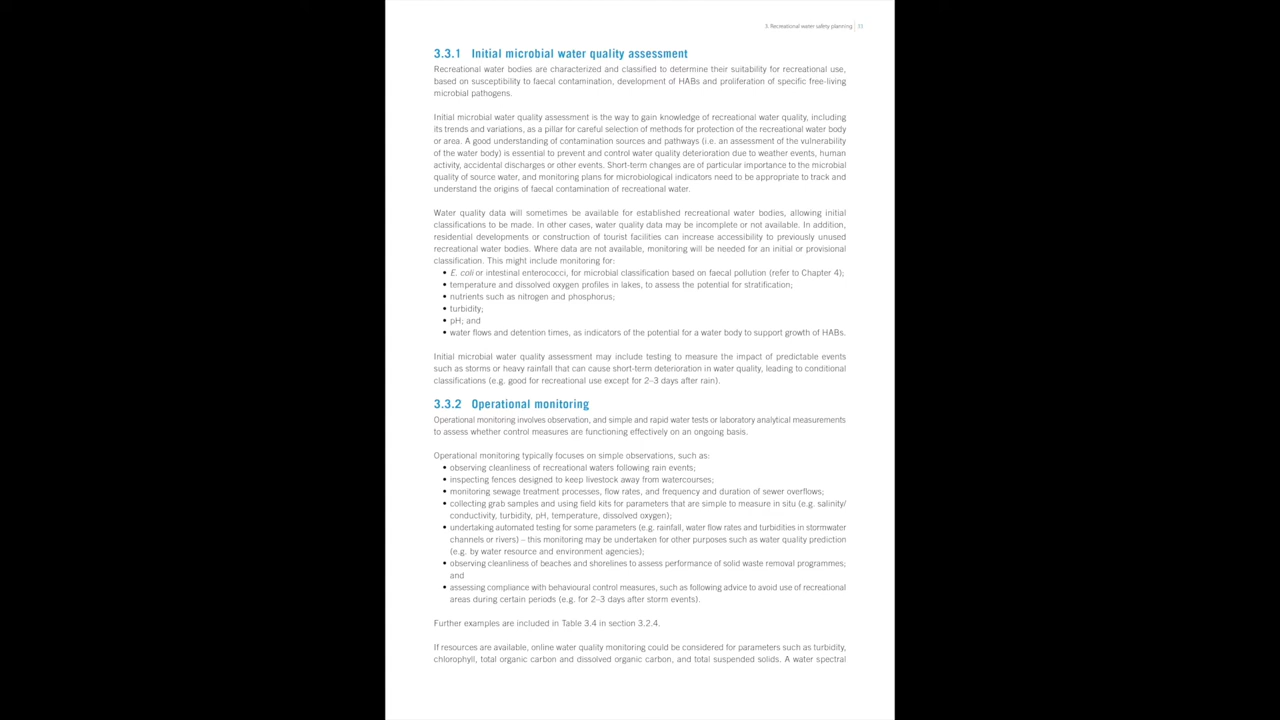 3. Recreational water safety planning 35
3.3.1 Initial microbial water quality assessment
Recreational water bodies are characterized and classified to determine their suitability for recreational use,
based on susceptibility to faecal contamination, development of HABs and proliferation of specific free-living
microbial pathogens.
Initial microbial water quality assessment is the way to gain knowledge of recreational water quality, including
its trends and variations, as a pillar for careful selection of methods for protection of the recreational water body
or area. A good understanding of contamination sources and pathways (i.e. an assessment of the vulnerability
of the water body) is essential to prevent and control water quality deterioration due to weather events, human
activity, accidental discharges or other events. Short-term changes are of particular importance to the microbial
quality of source water, and monitoring plans for microbiological indicators need to be appropriate to track and
understand the origins of faecal contamination of recreational water.
Water quality data will sometimes be available for established recreational water bodies, allowing initial
classifications to be made. In other cases, water quality data may be incomplete or not available. In addition,
residential developments or construction of tourist facilities can increase accessibility to previously unused
recreational water bodies. Where data are not available, monitoring will be needed for an initial or provisional
classification. This might include monitoring for:
• E. coli or intestinal enterococci, for microbial classification based on faecal pollution (refer to Chapter 4);
• temperature and dissolved oxygen profiles in lakes, to assess the potential for stratification;
• nutrients such as nitrogen and phosphorus;
• turbidity;
• pH; and
• water flows and detention times, as indicators of the potential for a water body to support growth of HABs.
Initial microbial water quality assessment may include testing to measure the impact of predictable events
such as storms or heavy rainfall that can cause short-term deterioration in water quality, leading to conditional
classifications (e.g. good for recreational use except for 2–3 days after rain).
3.3.2 Operational monitoring
Operational monitoring involves observation, and simple and rapid water tests or laboratory analytical measurements
to assess whether control measures are functioning effectively on an ongoing basis.
Operational monitoring typically focuses on simple observations, such as:
• observing cleanliness of recreational waters following rain events;
• inspecting fences designed to keep livestock away from watercourses;
• monitoring sewage treatment processes, flow rates, and frequency and duration of sewer overflows;
• collecting grab samples and using field kits for parameters that are simple to measure in situ (e.g. salinity/
conductivity, turbidity, pH, temperature, dissolved oxygen);
• undertaking automated testing for some parameters (e.g. rainfall, water flow rates and turbidities in stormwater
channels or rivers) – this monitoring may be undertaken for other purposes such as water quality prediction
(e.g. by water resource and environment agencies);
• observing cleanliness of beaches and shorelines to assess performance of solid waste removal programmes;
and
• assessing compliance with behavioural control measures, such as following advice to avoid use of recreational
areas during certain periods (e.g. for 2–3 days after storm events).
Further examples are included in Table 3.4 in section 3.2.4.
If resources are available, online water quality monitoring could be considered for parameters such as turbidity,
chlorophyll, total organic carbon and dissolved organic carbon, and total suspended solids. A water spectral